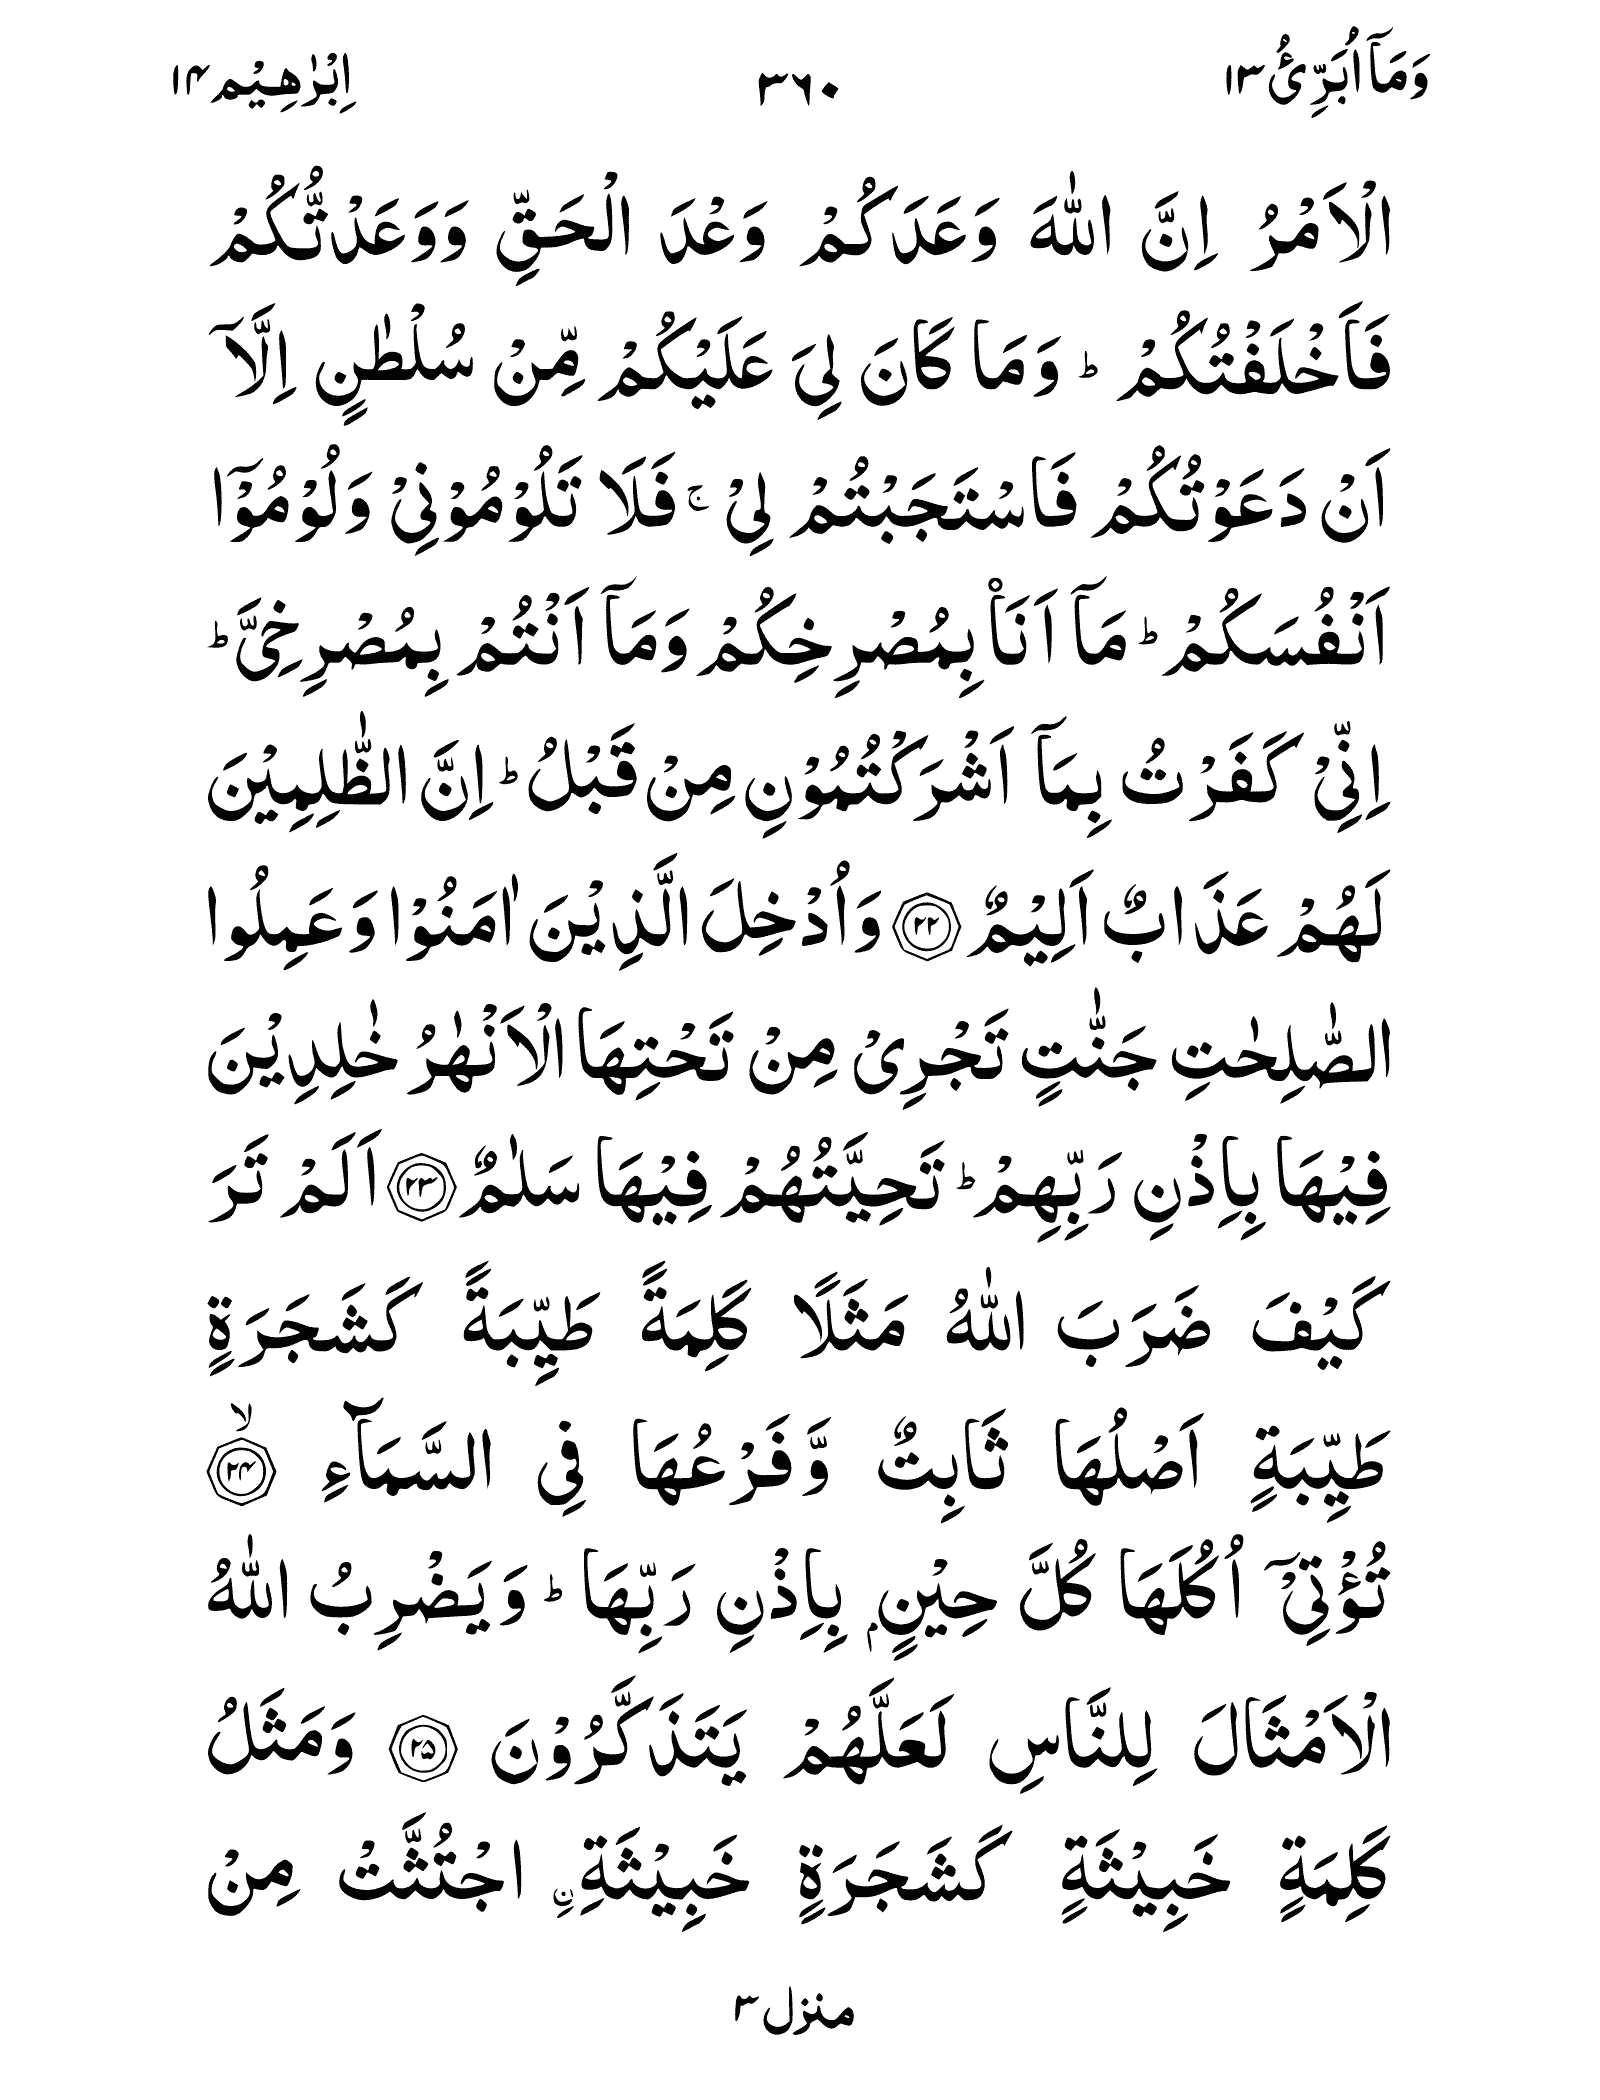 وَمَاۤ اُبَرِّئُ ١٣ ٣٦٠ اِبْرٰهِيْم ١٤
الْاَمْرُ اِنَّ اللّٰهَ وَعَدَكُمْ وَعْدَ الْحَقِّ وَوَعَدْتُّكُمْ
فَاَخْلَفْتُكُمْ ؕ وَمَا كَانَ لِیَ عَلَيْكُمْ مِّنْ سُلْطٰنٍ اِلَّاۤ
اَنْ دَعَوْتُكُمْ فَاسْتَجَبْتُمْ لِیْ ۚ فَلَا تَلُوْمُوْنِیْ وَلُوْمُوْۤا
اَنْفُسَكُمْ ؕ مَاۤ اَنَا۠ بِمُصْرِخِكُمْ وَمَاۤ اَنْتُمْ بِمُصْرِخِیَّ ؕ
اِنِّیْ كَفَرْتُ بِمَاۤ اَشْرَكْتُمُوْنِ مِنْ قَبْلُ ؕ اِنَّ الظّٰلِمِيْنَ
لَهُمْ عَذَابٌ اَلِيْمٌ ۝٢٢ وَاُدْخِلَ الَّذِيْنَ اٰمَنُوْا وَعَمِلُوا
الصّٰلِحٰتِ جَنّٰتٍ تَجْرِیْ مِنْ تَحْتِهَا الْاَنْهٰرُ خٰلِدِيْنَ
فِيْهَا بِاِذْنِ رَبِّهِمْ ؕ تَحِيَّتُهُمْ فِيْهَا سَلٰمٌ ۝٢٣ اَلَمْ تَرَ
كَيْفَ ضَرَبَ اللّٰهُ مَثَلًا كَلِمَةً طَيِّبَةً كَشَجَرَةٍ
طَيِّبَةٍ اَصْلُهَا ثَابِتٌ وَّفَرْعُهَا فِی السَّمَآءِ ۙ۝٢٤
تُؤْتِیْۤ اُكُلَهَا كُلَّ حِيْنٍۭ بِاِذْنِ رَبِّهَا ؕ وَيَضْرِبُ اللّٰهُ
الْاَمْثَالَ لِلنَّاسِ لَعَلَّهُمْ يَتَذَكَّرُوْنَ ۝٢٥ وَمَثَلُ
كَلِمَةٍ خَبِيْثَةٍ كَشَجَرَةٍ خَبِيْثَةِ ِ۟ن اجْتُثَّتْ مِنْ
منزل ٣